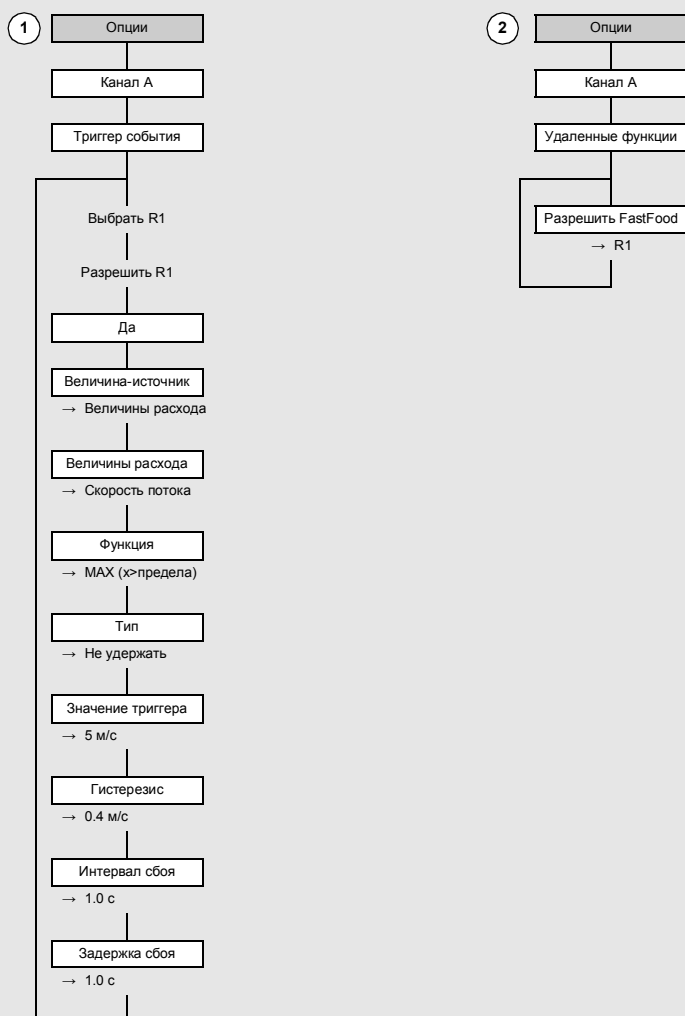 1
Опции
Канал A
Триггер события
Выбрать R1
Разрешить R1
Да
Величина-источник
→ Величины расхода
Величины расхода
→ Скорость потока
Функция
→ MAX (x>предела)
Тип
→ Не удержать
Значение триггера
→ 5 м/с
Гистерезис
→ 0.4 м/с
Интервал сбоя
→ 1.0 с
Задержка сбоя
→ 1.0 с
2
Опции
Канал A
Удаленные функции
Разрешить FastFood
→ R1